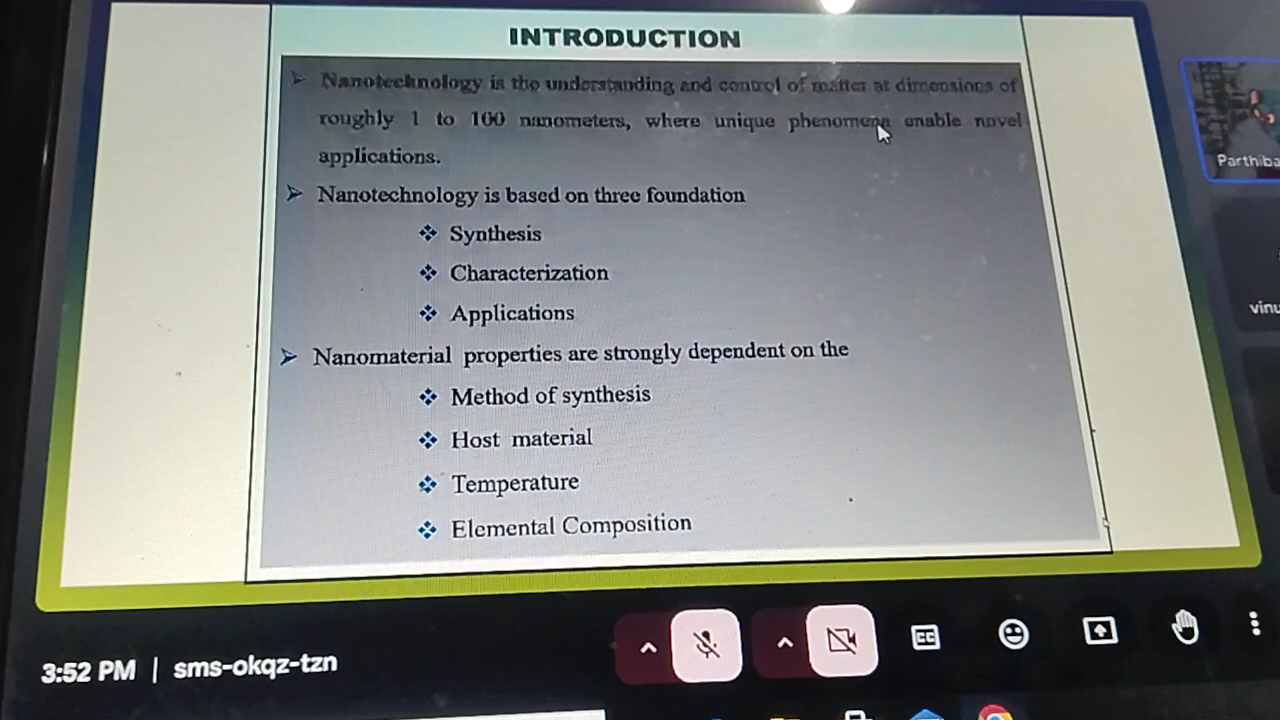 INTRODUCTION
Nanotechnology is the understanding and control of matter at dimensions of
roughly 1 to 100 nanometers, where unique phenomena enable novel
applications.
Nanotechnology is based on three foundation
Synthesis
Characterization
Applications
Nanomaterial properties are strongly dependent on the
Method of synthesis
Host material
Temperature
Elemental Composition
Parthiba
vinu
CC
3:52 PM | sms-okqz-tzn